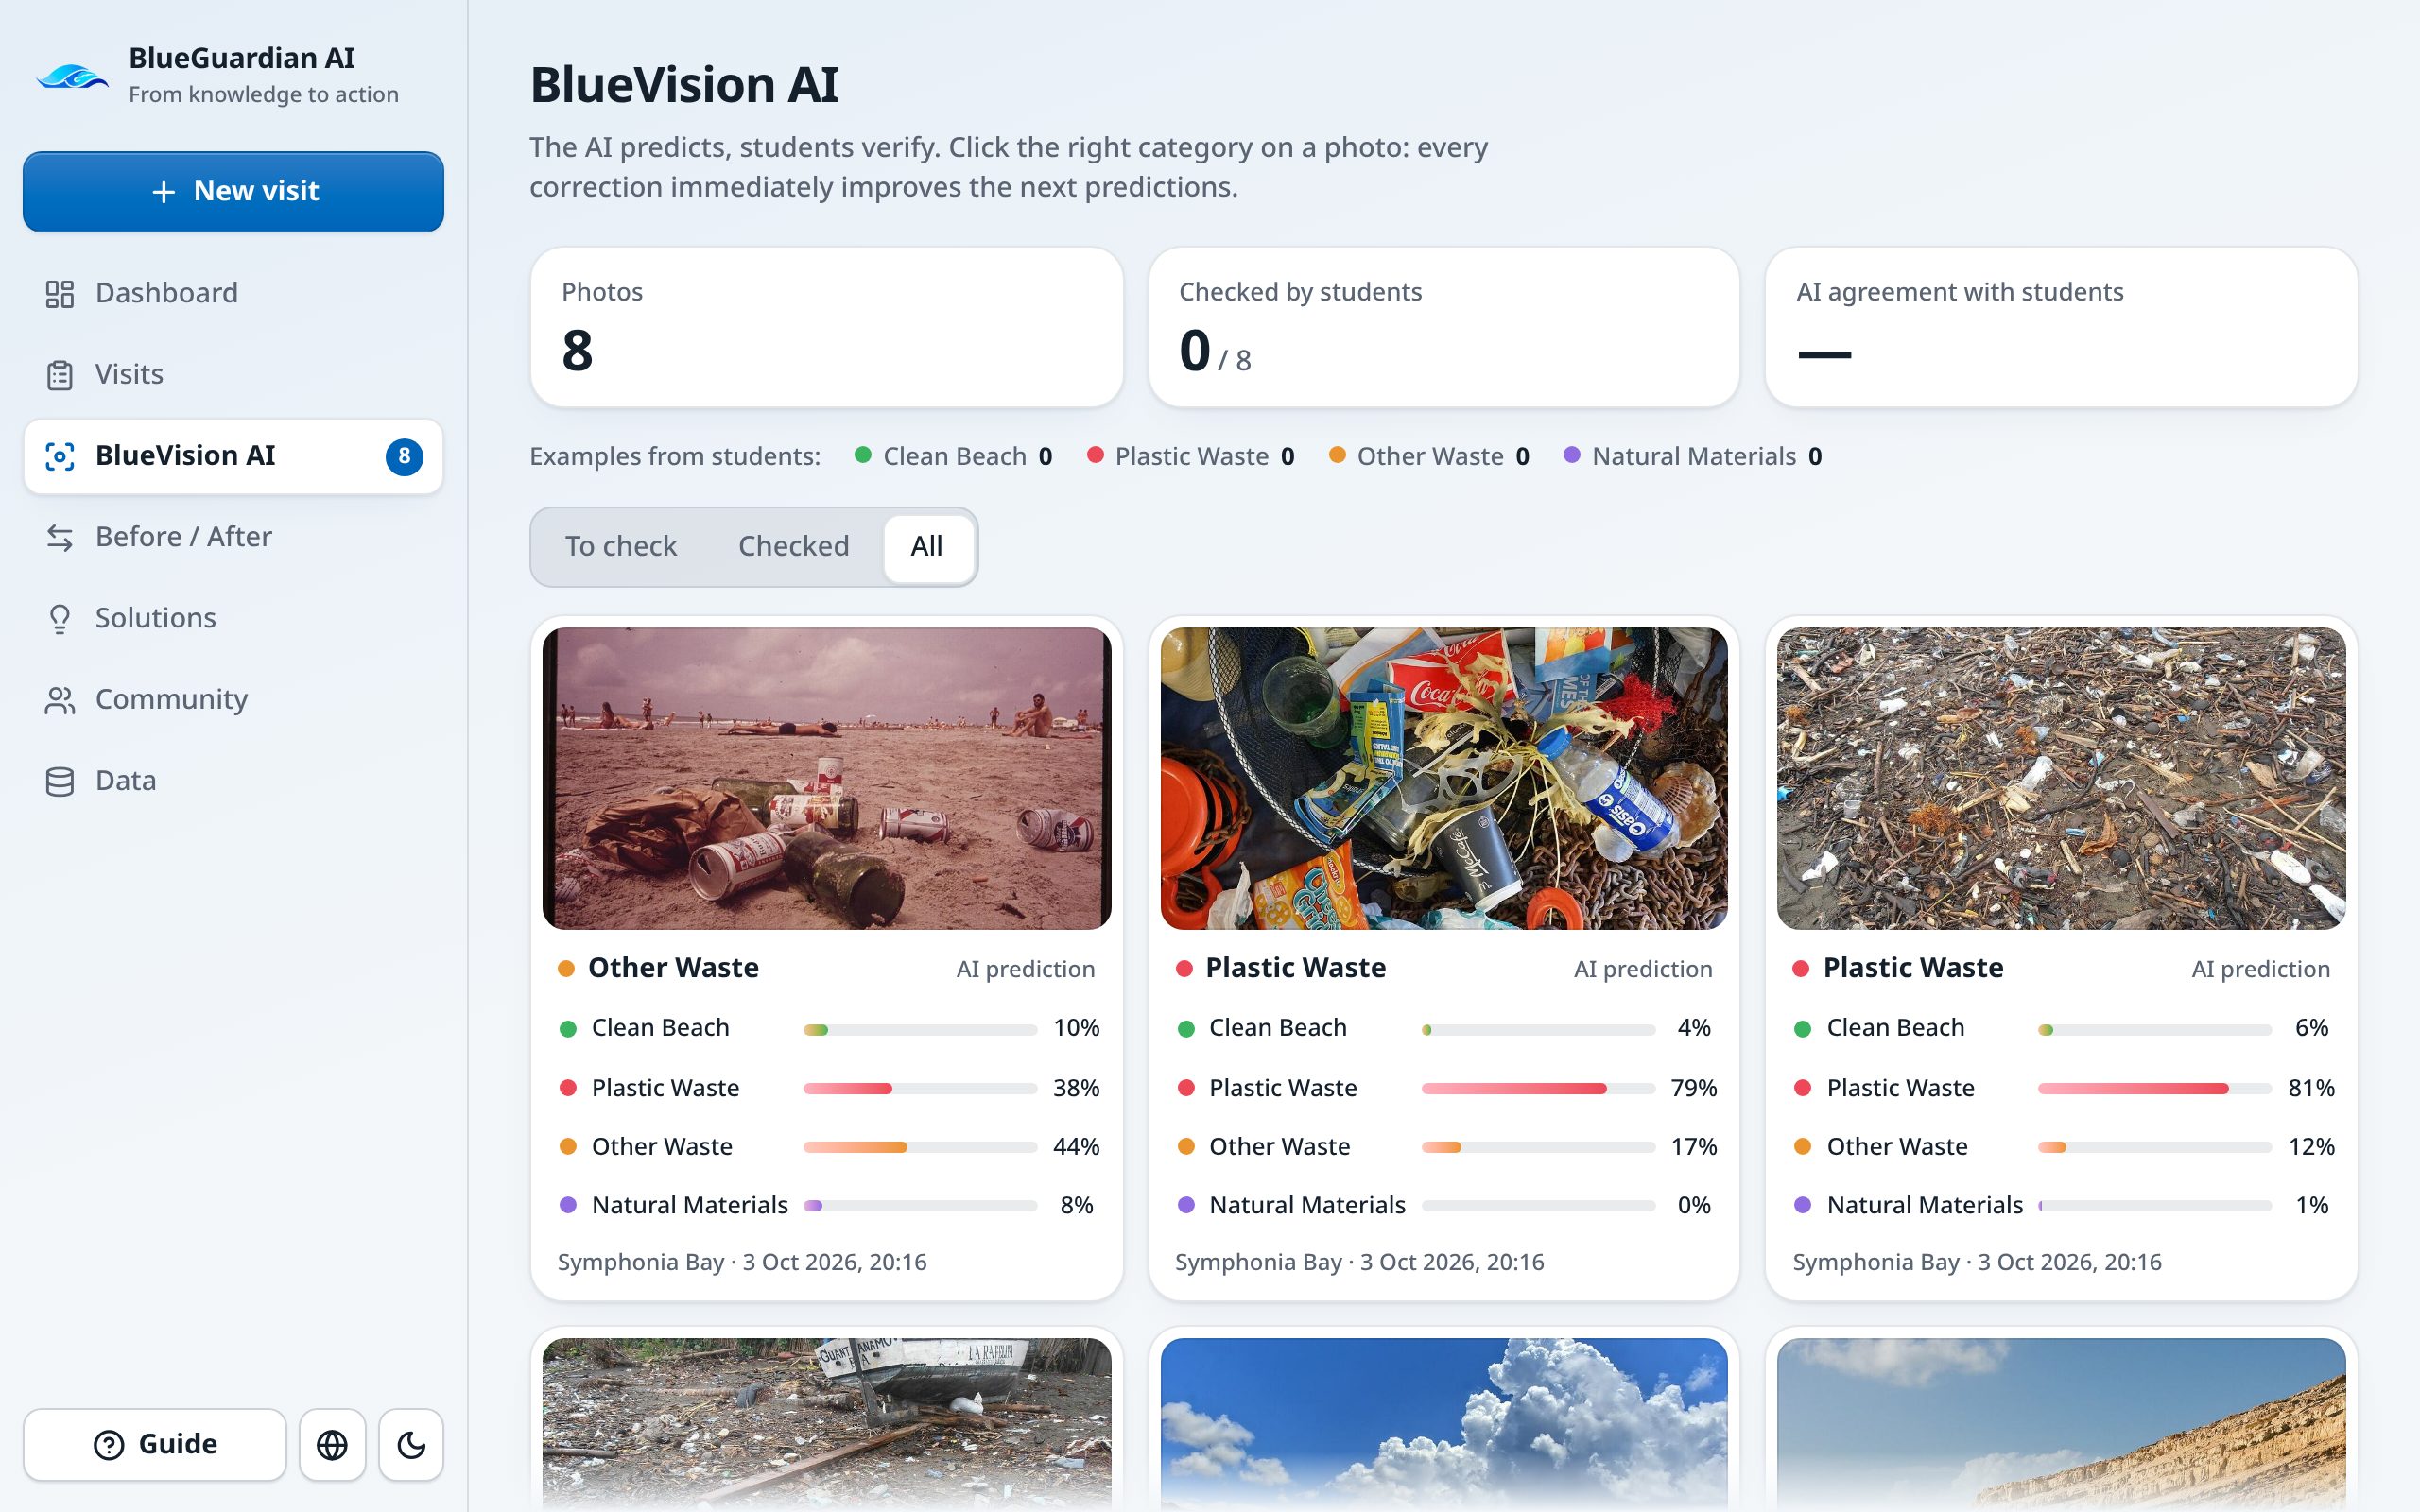 BlueGuardian AI
From knowledge to action
New visit
Dashboard
Visits
BlueVision AI 8
Before / After
Solutions
Community
Data
Guide
BlueVision AI
The AI predicts, students verify. Click the right category on a photo: every
correction immediately improves the next predictions.
Photos
8
Checked by students
0 / 8
AI agreement with students
—
Examples from students: Clean Beach 0 Plastic Waste 0 Other Waste 0 Natural Materials 0
To check Checked All
Other Waste AI prediction
Clean Beach 10%
Plastic Waste 38%
Other Waste 44%
Natural Materials 8%
Symphonia Bay · 3 Oct 2026, 20:16
Coca
Oasis
McCafé
Plastic Waste AI prediction
Clean Beach 4%
Plastic Waste 79%
Other Waste 17%
Natural Materials 0%
Symphonia Bay · 3 Oct 2026, 20:16
Plastic Waste AI prediction
Clean Beach 6%
Plastic Waste 81%
Other Waste 12%
Natural Materials 1%
Symphonia Bay · 3 Oct 2026, 20:16